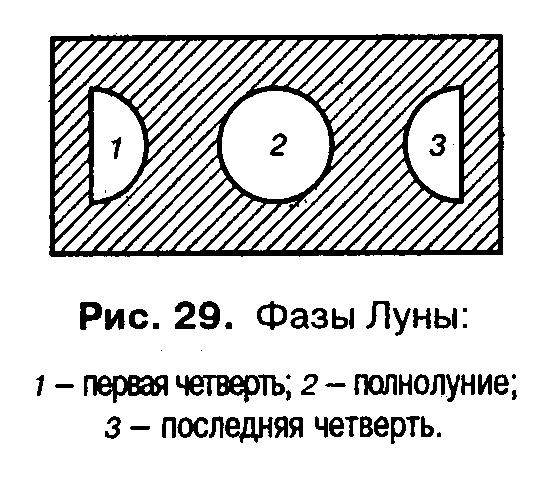 1 2 3
Рис. 29. Фазы Луны:
1 – первая четверть; 2 – полнолуние;
3 – последняя четверть.